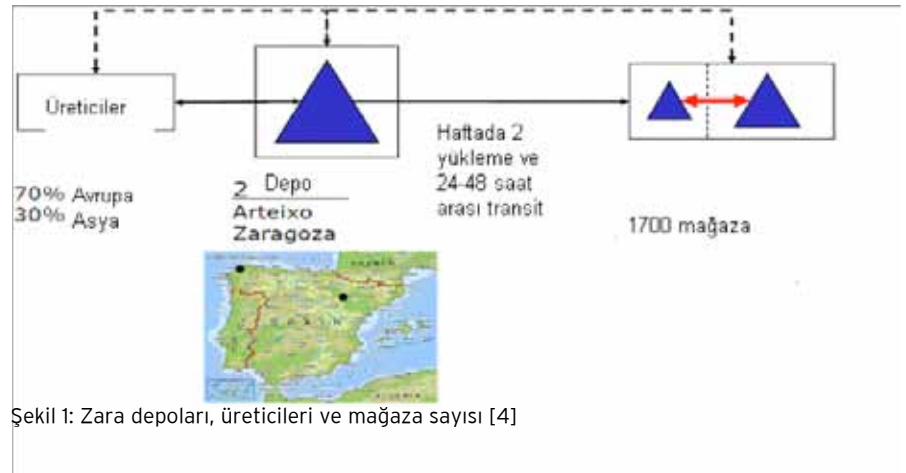 Üreticiler
70% Avrupa
30% Asya
2 Depo
Arteixo
Zaragoza
Haftada 2
yükleme ve
24-48 saat
arası transit
1700 mağaza
Şekil 1: Zara depoları, üreticileri ve mağaza sayısı [4]